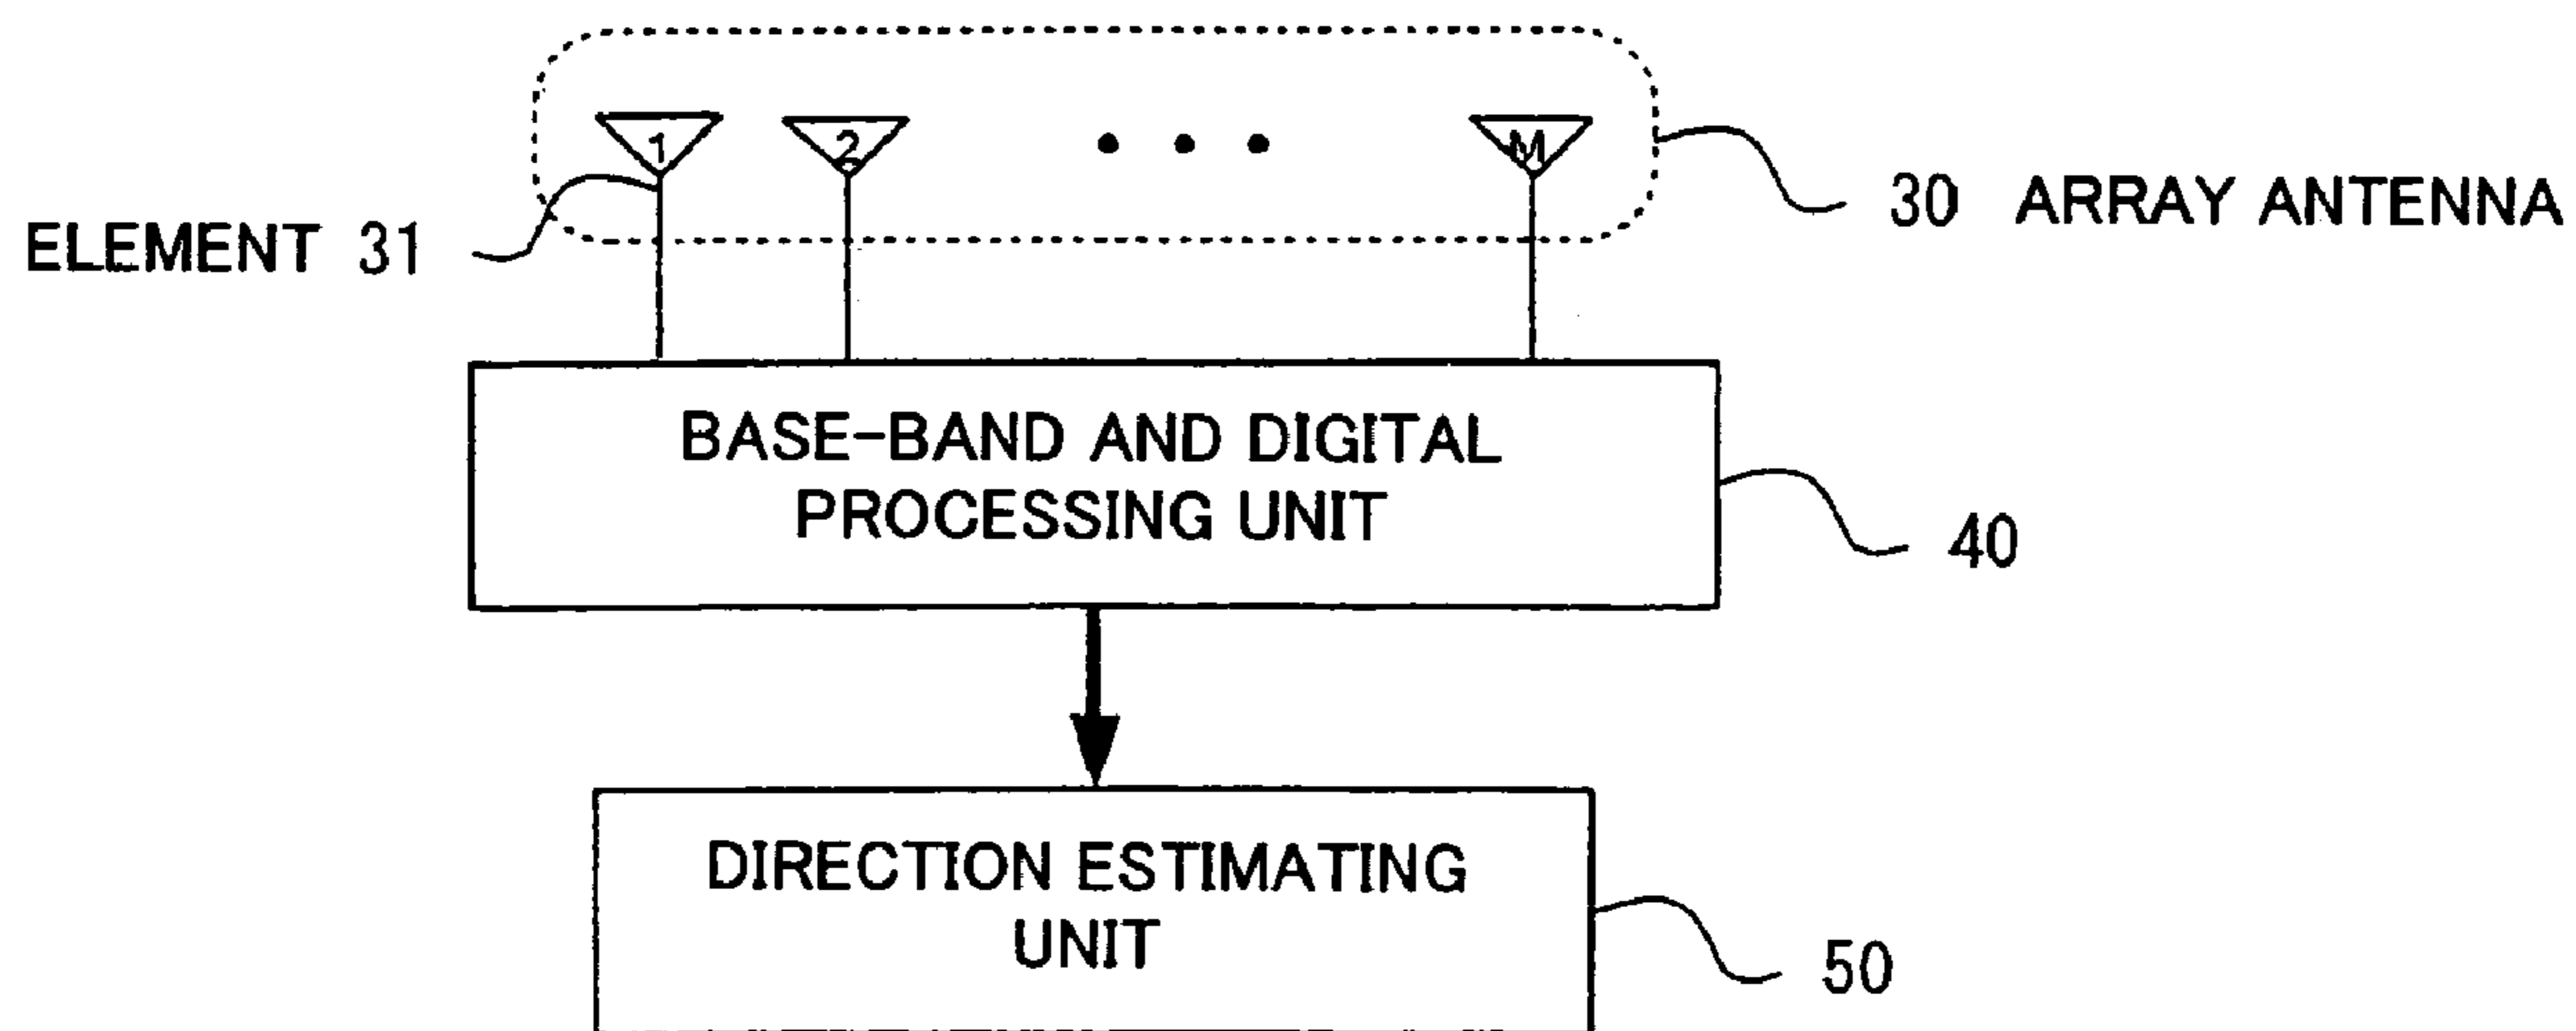 1 2 M
30 ARRAY ANTENNA
ELEMENT 31
BASE-BAND AND DIGITAL
PROCESSING UNIT
40
DIRECTION ESTIMATING
UNIT
50